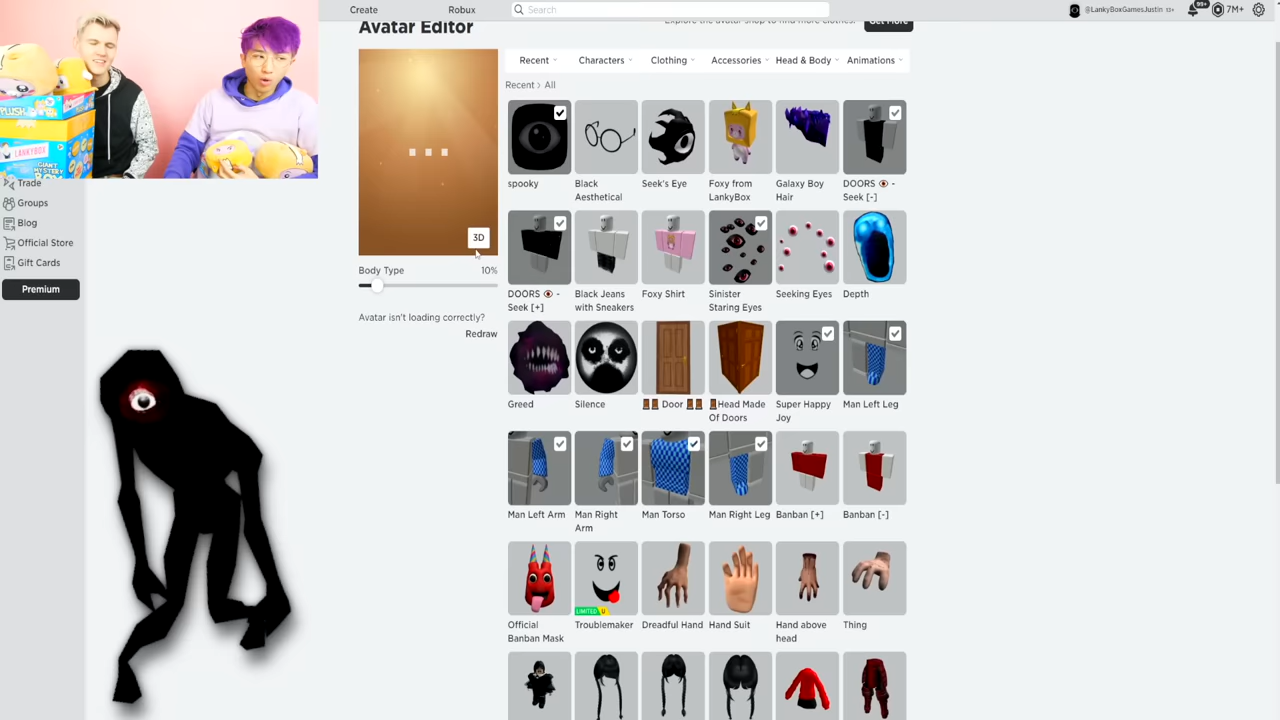 Create
Robux
Search
@LankyBoxGamesJustin 13+
99+
7M+
Avatar Editor
Explore the avatar shop to find more clothes.
Get More
PLUSH
LANKYBOX
GIANT
MYSTERY
Trade
Groups
Blog
Official Store
Gift Cards
Premium
3D
Body Type
10%
Avatar isn't loading correctly?
Redraw
Recent
Characters
Clothing
Accessories
Head & Body
Animations
Recent > All
spooky
Black
Aesthetical
Seek's Eye
Foxy from
LankyBox
Galaxy Boy
Hair
DOORS 👁 -
Seek [-]
DOORS 👁 -
Seek [+]
Black Jeans
with Sneakers
Foxy Shirt
Sinister
Staring Eyes
Seeking Eyes
Depth
Greed
Silence
🚪🚪 Door 🚪🚪
🚪Head Made
Of Doors
Super Happy
Joy
Man Left Leg
Man Left Arm
Man Right
Arm
Man Torso
Man Right Leg
Banban [+]
Banban [-]
Official
Banban Mask
LIMITED U
Troublemaker
Dreadful Hand
Hand Suit
Hand above
head
Thing